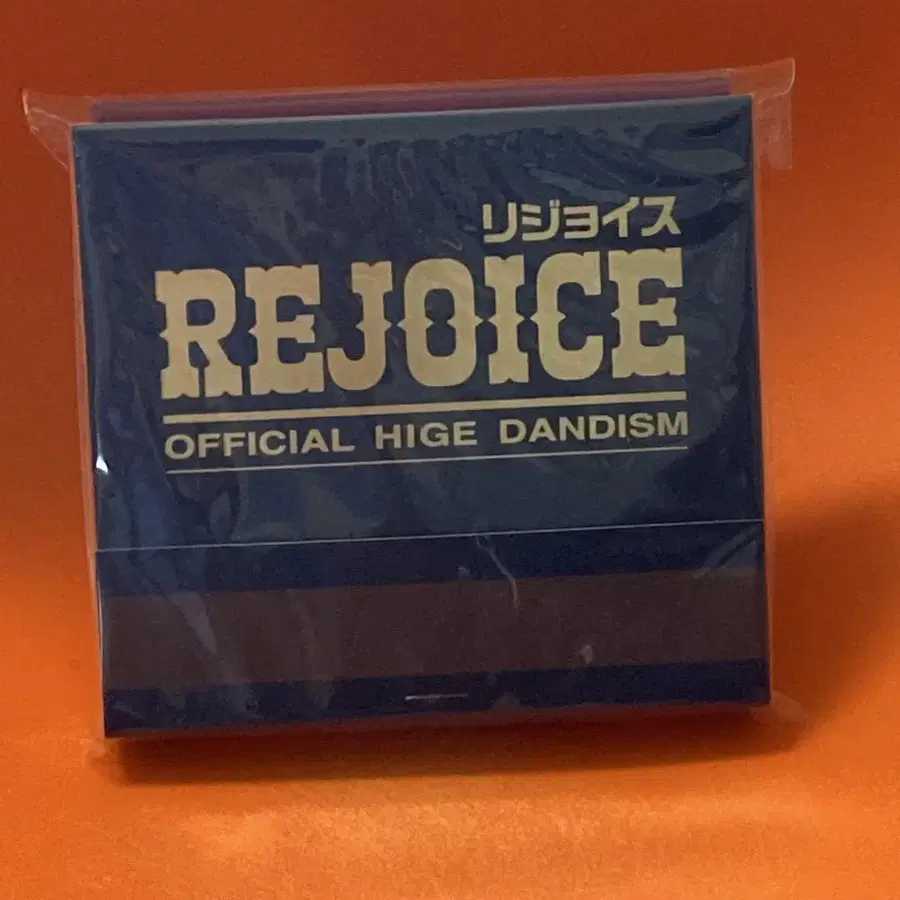 リジョイス
REJOICE
OFFICIAL HIGE DANDISM